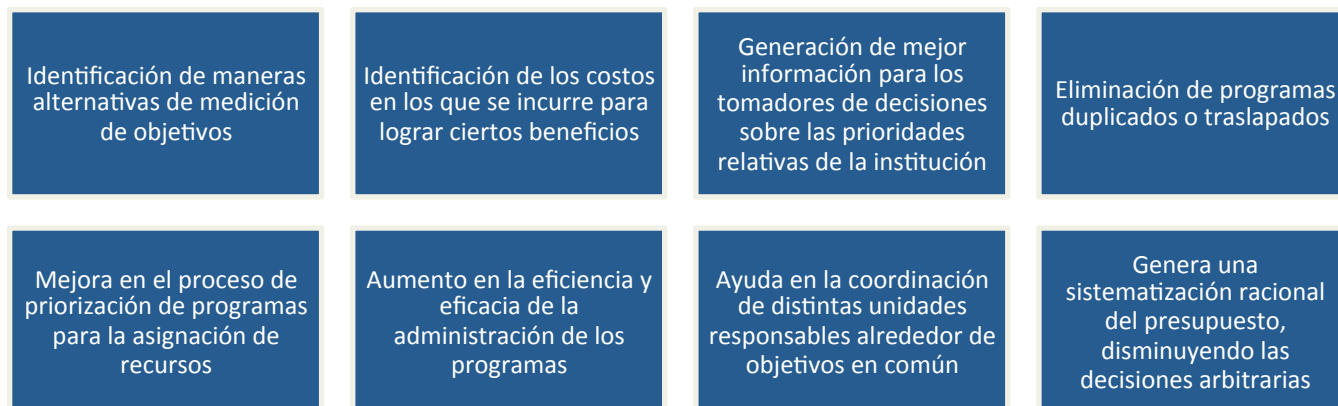 Identificación de maneras
alternativas de medición
de objetivos
Identificación de los costos
en los que se incurre para
lograr ciertos beneficios
Generación de mejor
información para los
tomadores de decisiones
sobre las prioridades
relativas de la institución
Eliminación de programas
duplicados o traslapados
Mejora en el proceso de
priorización de programas
para la asignación de
recursos
Aumento en la eficiencia y
eficacia de la
administración de los
programas
Ayuda en la coordinación
de distintas unidades
responsables alrededor de
objetivos en común
Genera una
sistematización racional
del presupuesto,
disminuyendo las
decisiones arbitrarias